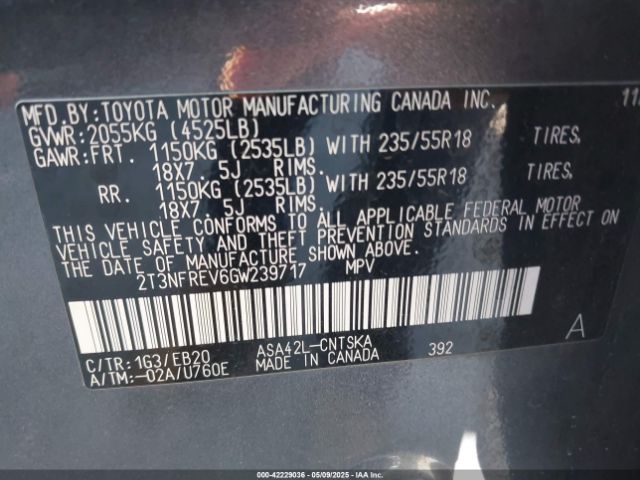 MFD.BY:TOYOTA MOTOR MANUFACTURING CANADA INC. 11
GVWR:2055KG (4525LB)
GAWR:FRT. 1150KG (2535LB) WITH 235/55R18 TIRES.
18X7.5J RIMS.
RR. 1150KG (2535LB) WITH 235/55R18 TIRES.
18X7.5J RIMS.
THIS VEHICLE CONFORMS TO ALL APPLICABLE FEDERAL MOTOR
VEHICLE SAFETY AND THEFT PREVENTION STANDARDS IN EFFECT ON
THE DATE OF MANUFACTURE SHOWN ABOVE.
2T3NFREV6GW239717 MPV
A
C/TR:1G3/EB20 ASA42L-CNTSKA 392
A/TM:-02A/U760E MADE IN CANADA
000-42229036 - 05/09/2025 - IAAI.COM